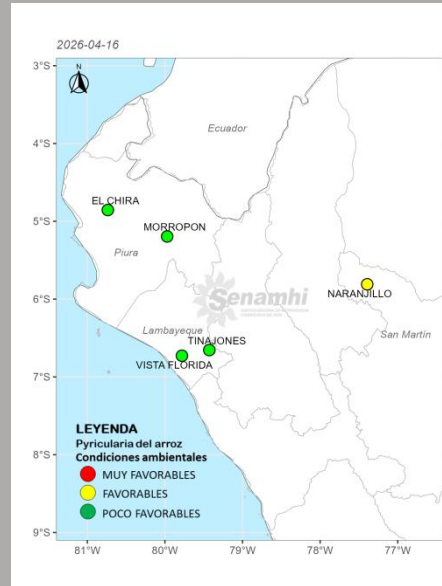 2026-04-16
N
3°S
4°S
Ecuador
EL CHIRA
5°S
MORROPON
Piura
NARANJILLO
6°S
Senamhi
Lambayeque
San Martín
TINAJONES
VISTA FLORIDA
7°S
LEYENDA
Pyricularia del arroz
Condiciones ambientales
8°S
MUY FAVORABLES
FAVORABLES
POCO FAVORABLES
9°S
81°W
80°W
79°W
78°W
77°W